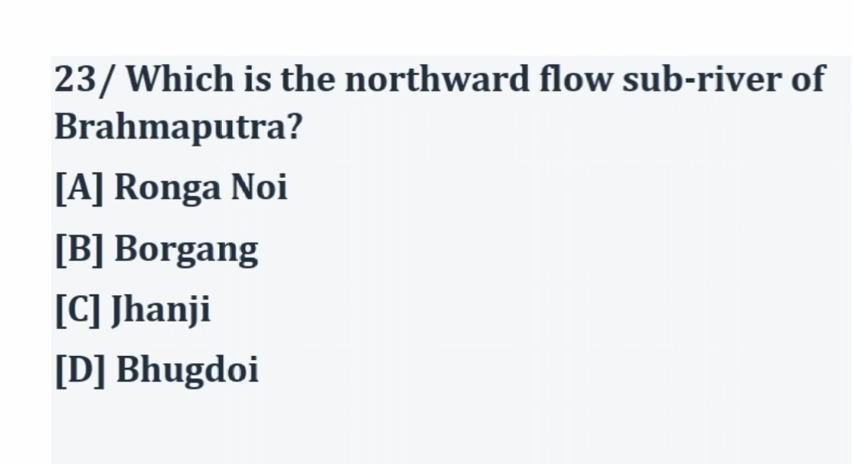 23/ Which is the northward flow sub-river of
Brahmaputra?
[A] Ronga Noi
[B] Borgang
[C] Jhanji
[D] Bhugdoi